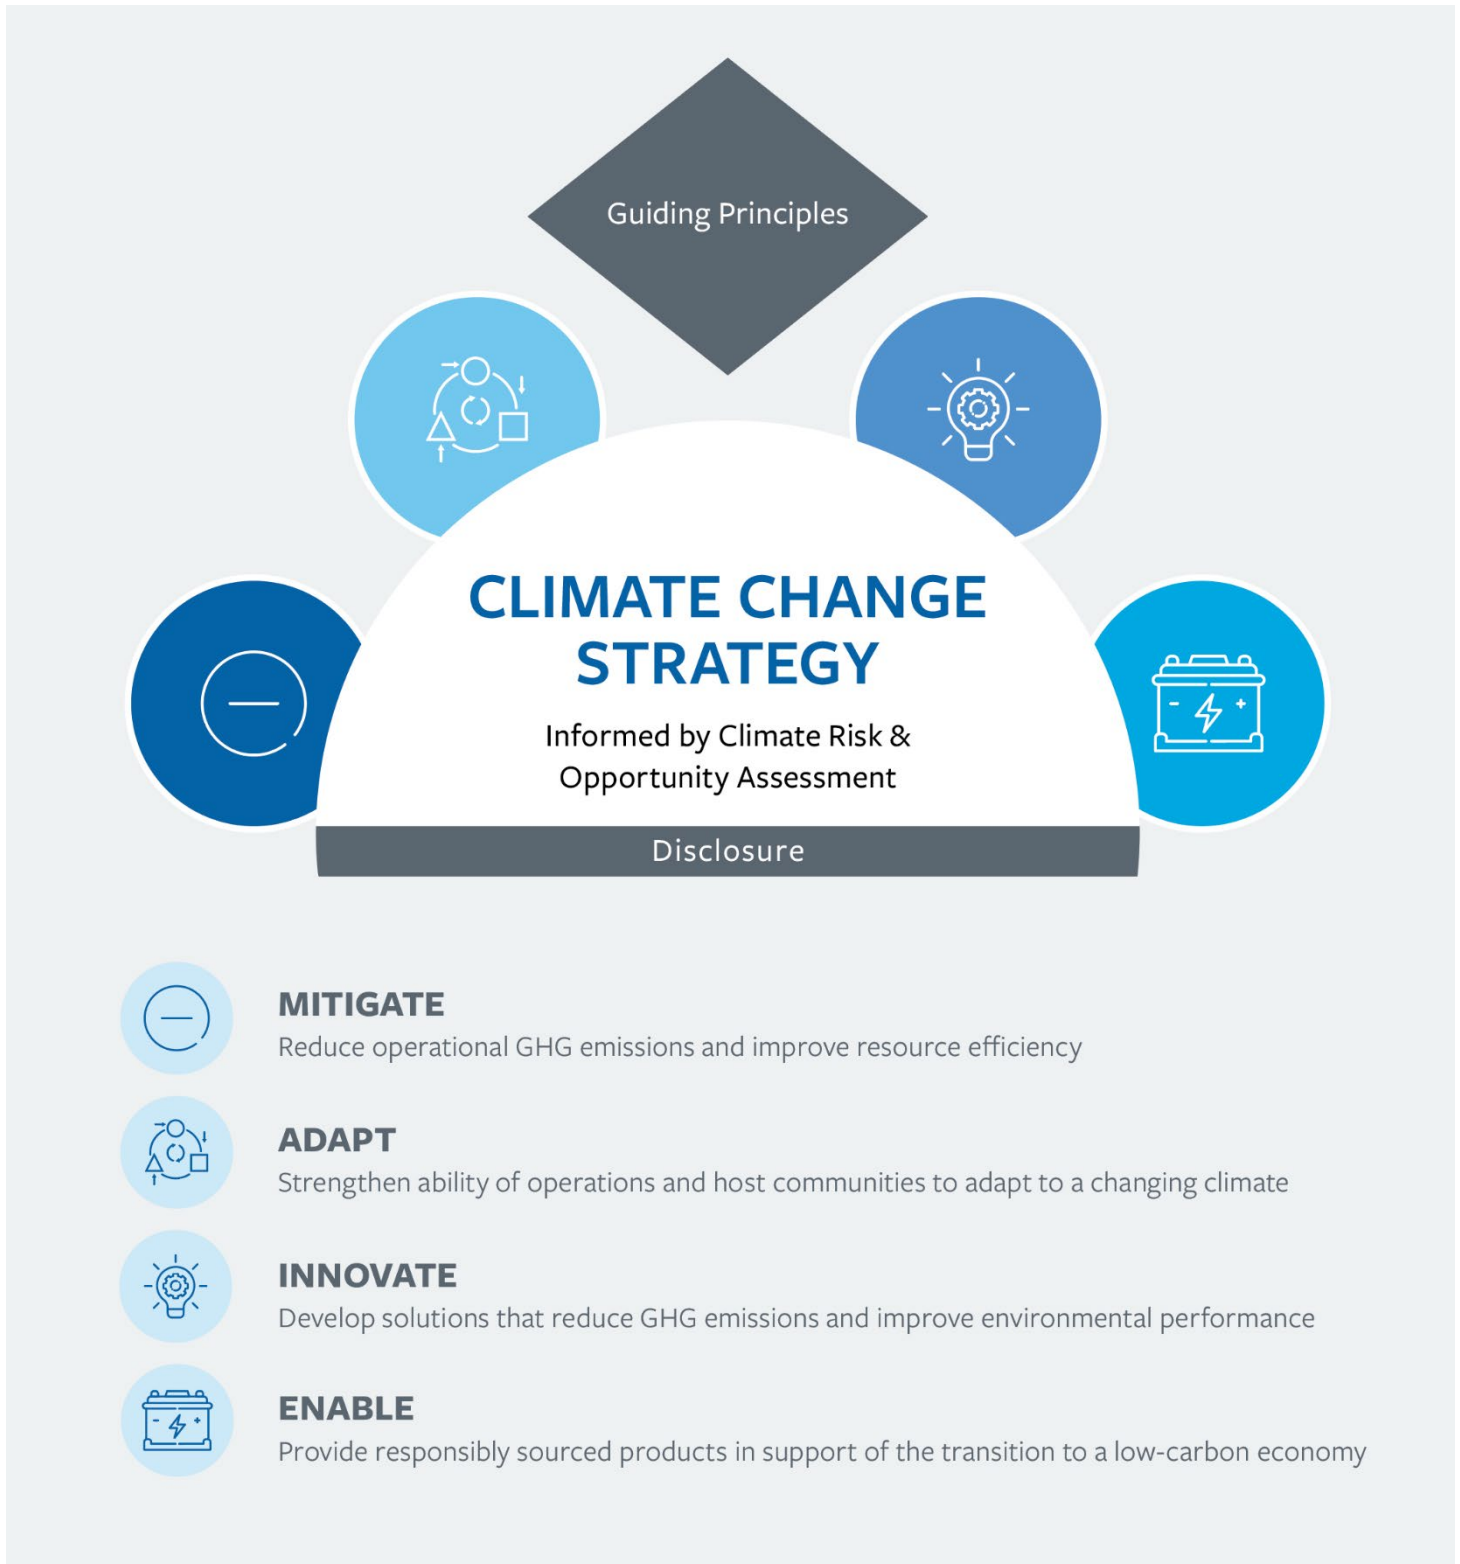 Guiding Principles
CLIMATE CHANGE
STRATEGY
Informed by Climate Risk &
Opportunity Assessment
Disclosure
MITIGATE
Reduce operational GHG emissions and improve resource efficiency
ADAPT
Strengthen ability of operations and host communities to adapt to a changing climate
INNOVATE
Develop solutions that reduce GHG emissions and improve environmental performance
ENABLE
Provide responsibly sourced products in support of the transition to a low-carbon economy